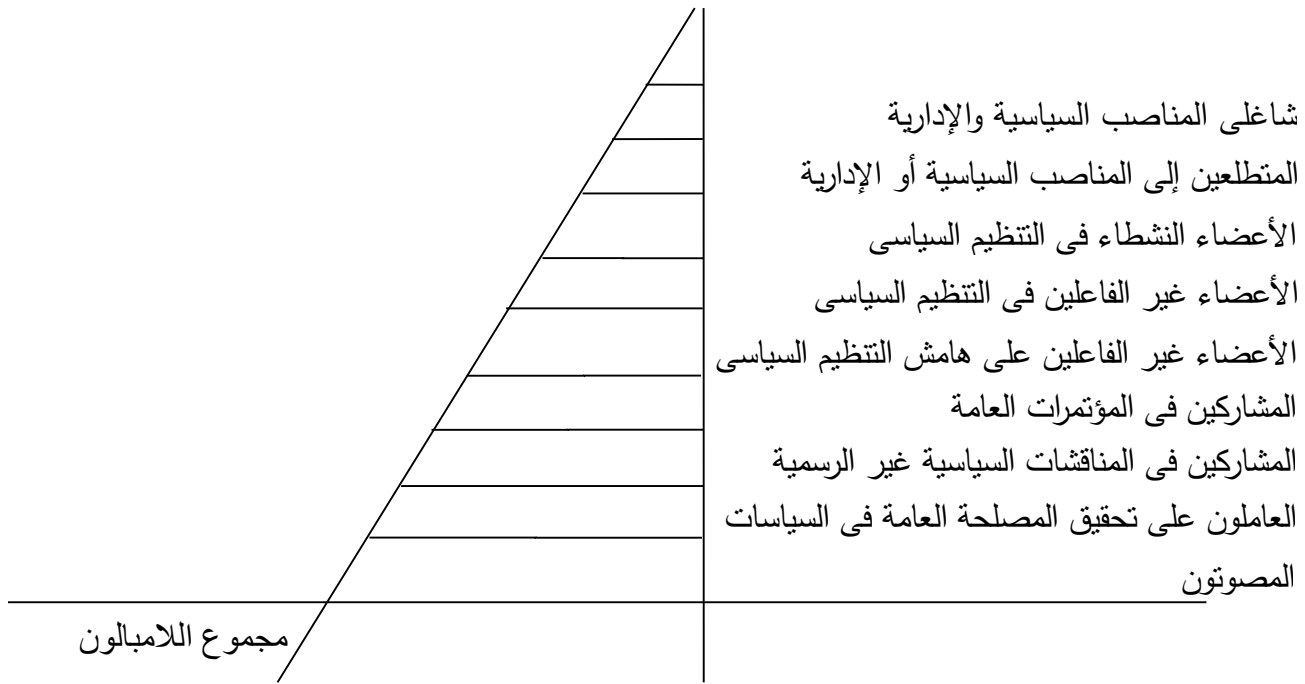 شاغلى المناصب السياسية والإدارية
المتطلعين إلى المناصب السياسية أو الإدارية
الأعضاء النشطاء فى التنظيم السياسى
الأعضاء غير الفاعلين فى التنظيم السياسى
الأعضاء غير الفاعلين على هامش التنظيم السياسى
المشاركين فى المؤتمرات العامة
المشاركين فى المناقشات السياسية غير الرسمية
العاملون على تحقيق المصلحة العامة فى السياسات
المصوتون
مجموع اللامبالون